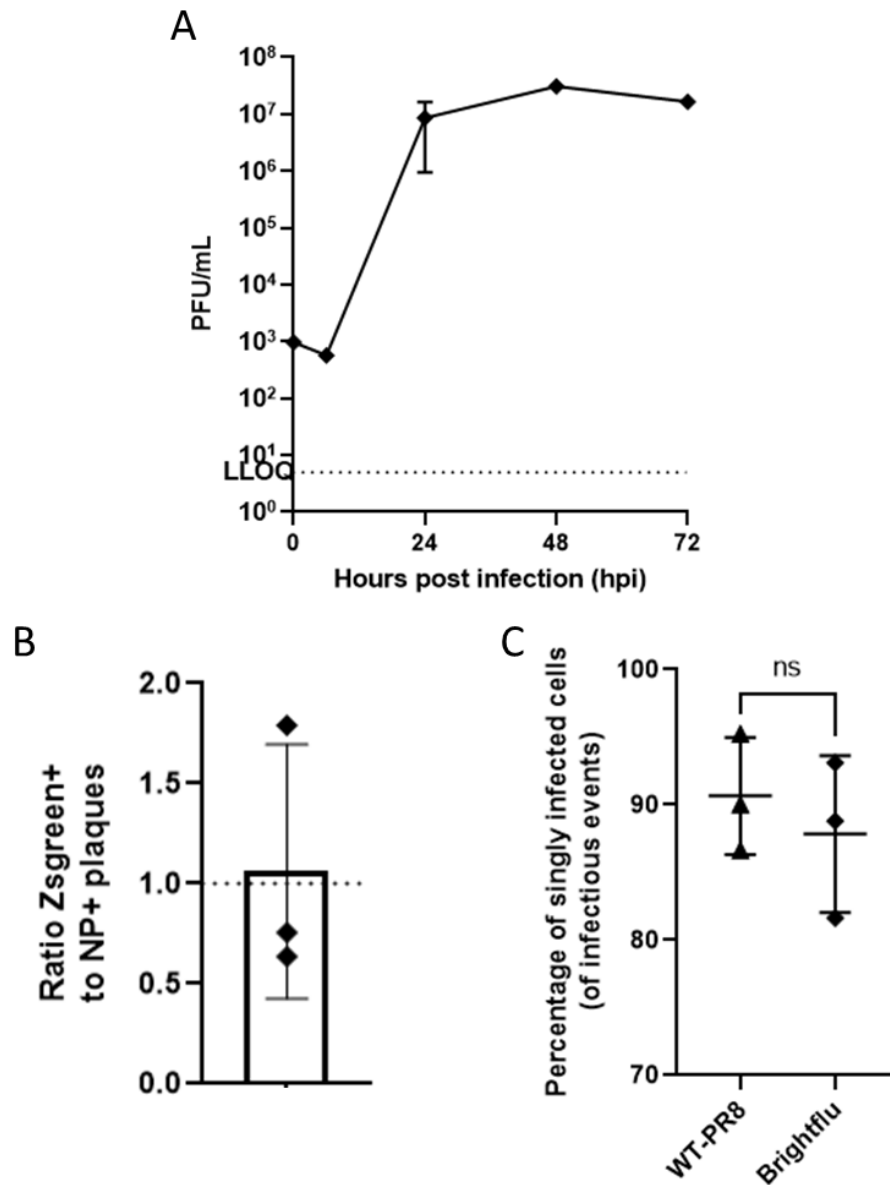 A
10⁸
10⁷
10⁶
10⁵
10⁴
10³
10²
10¹
LLOQ
10⁰
PFU/mL
0 24 48 72
Hours post infection (hpi)
B
2.0
1.5
1.0
0.5
0.0
Ratio Zsgreen+
to NP+ plaques
C
100
90
80
70
Percentage of singly infected cells
(of infectious events)
ns
WT-PR8
Brightflu